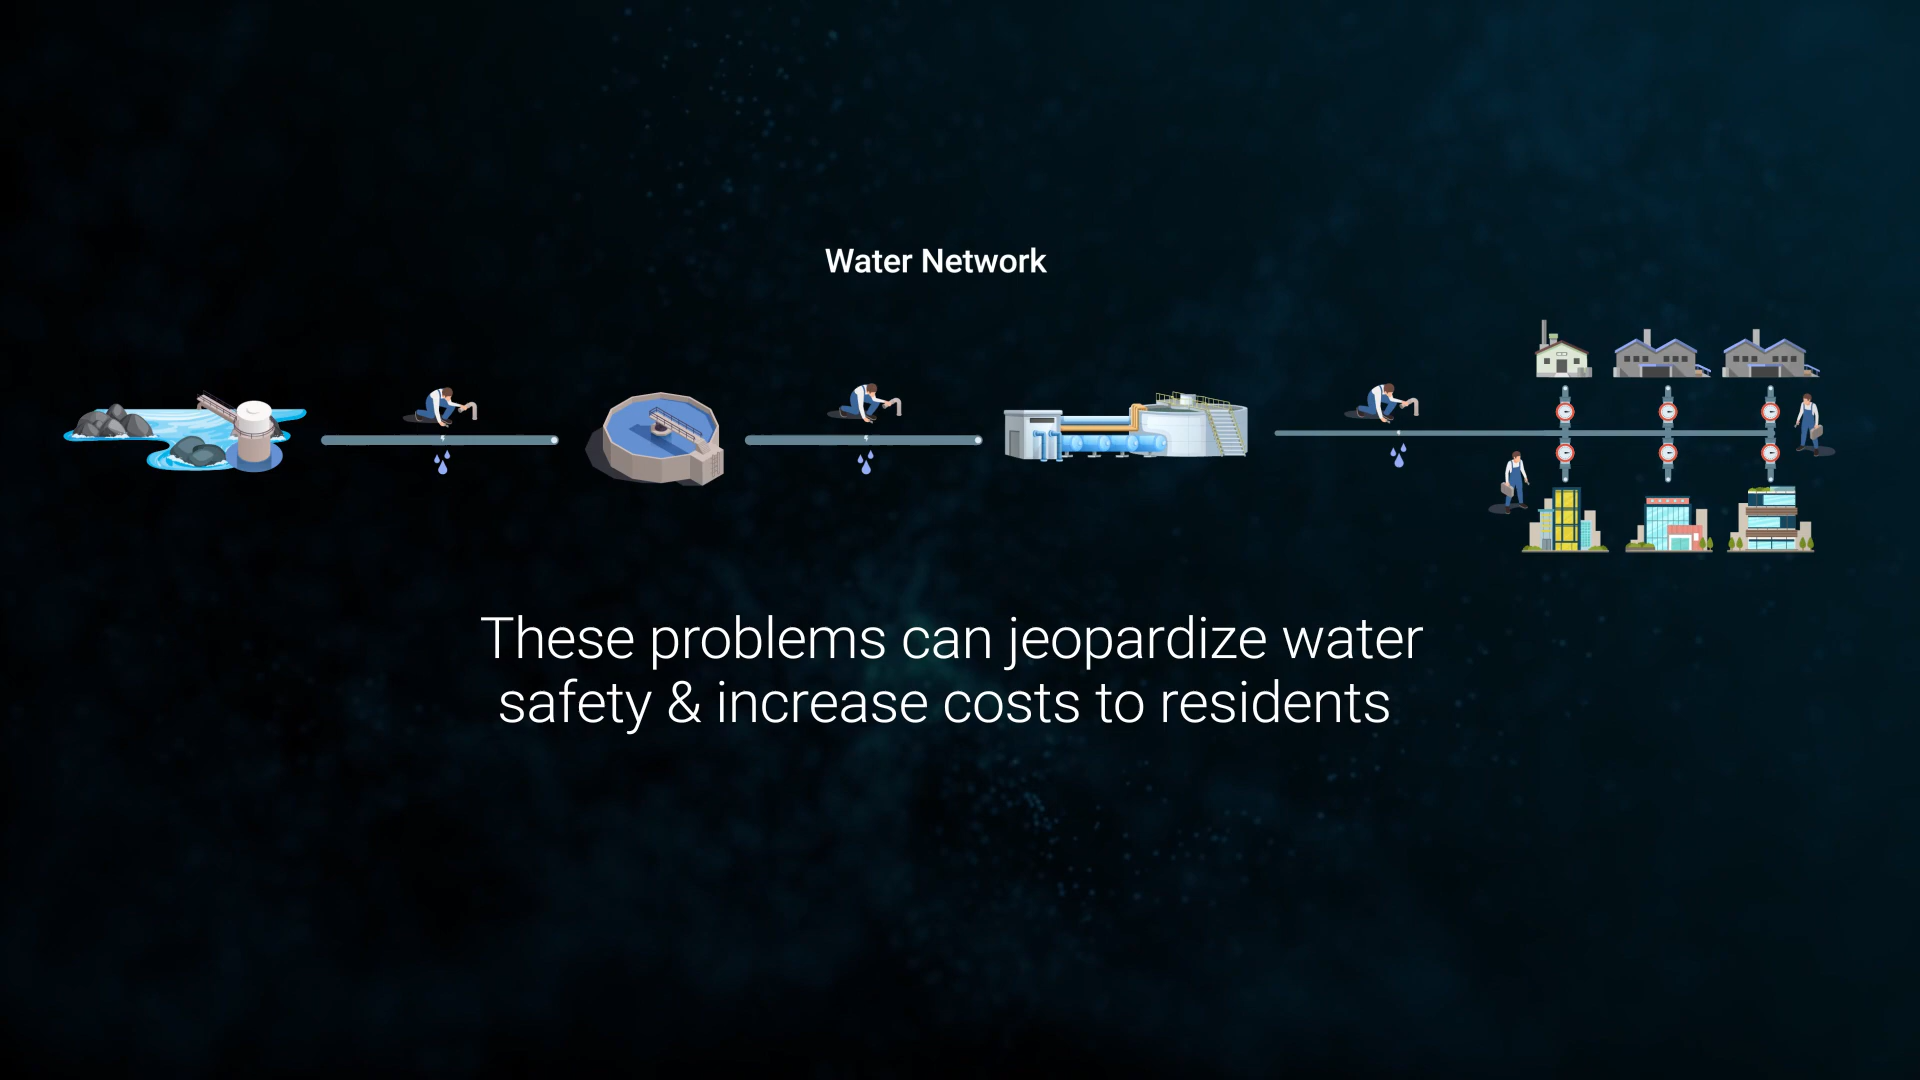 Water Network
These problems can jeopardize water
safety & increase costs to residents